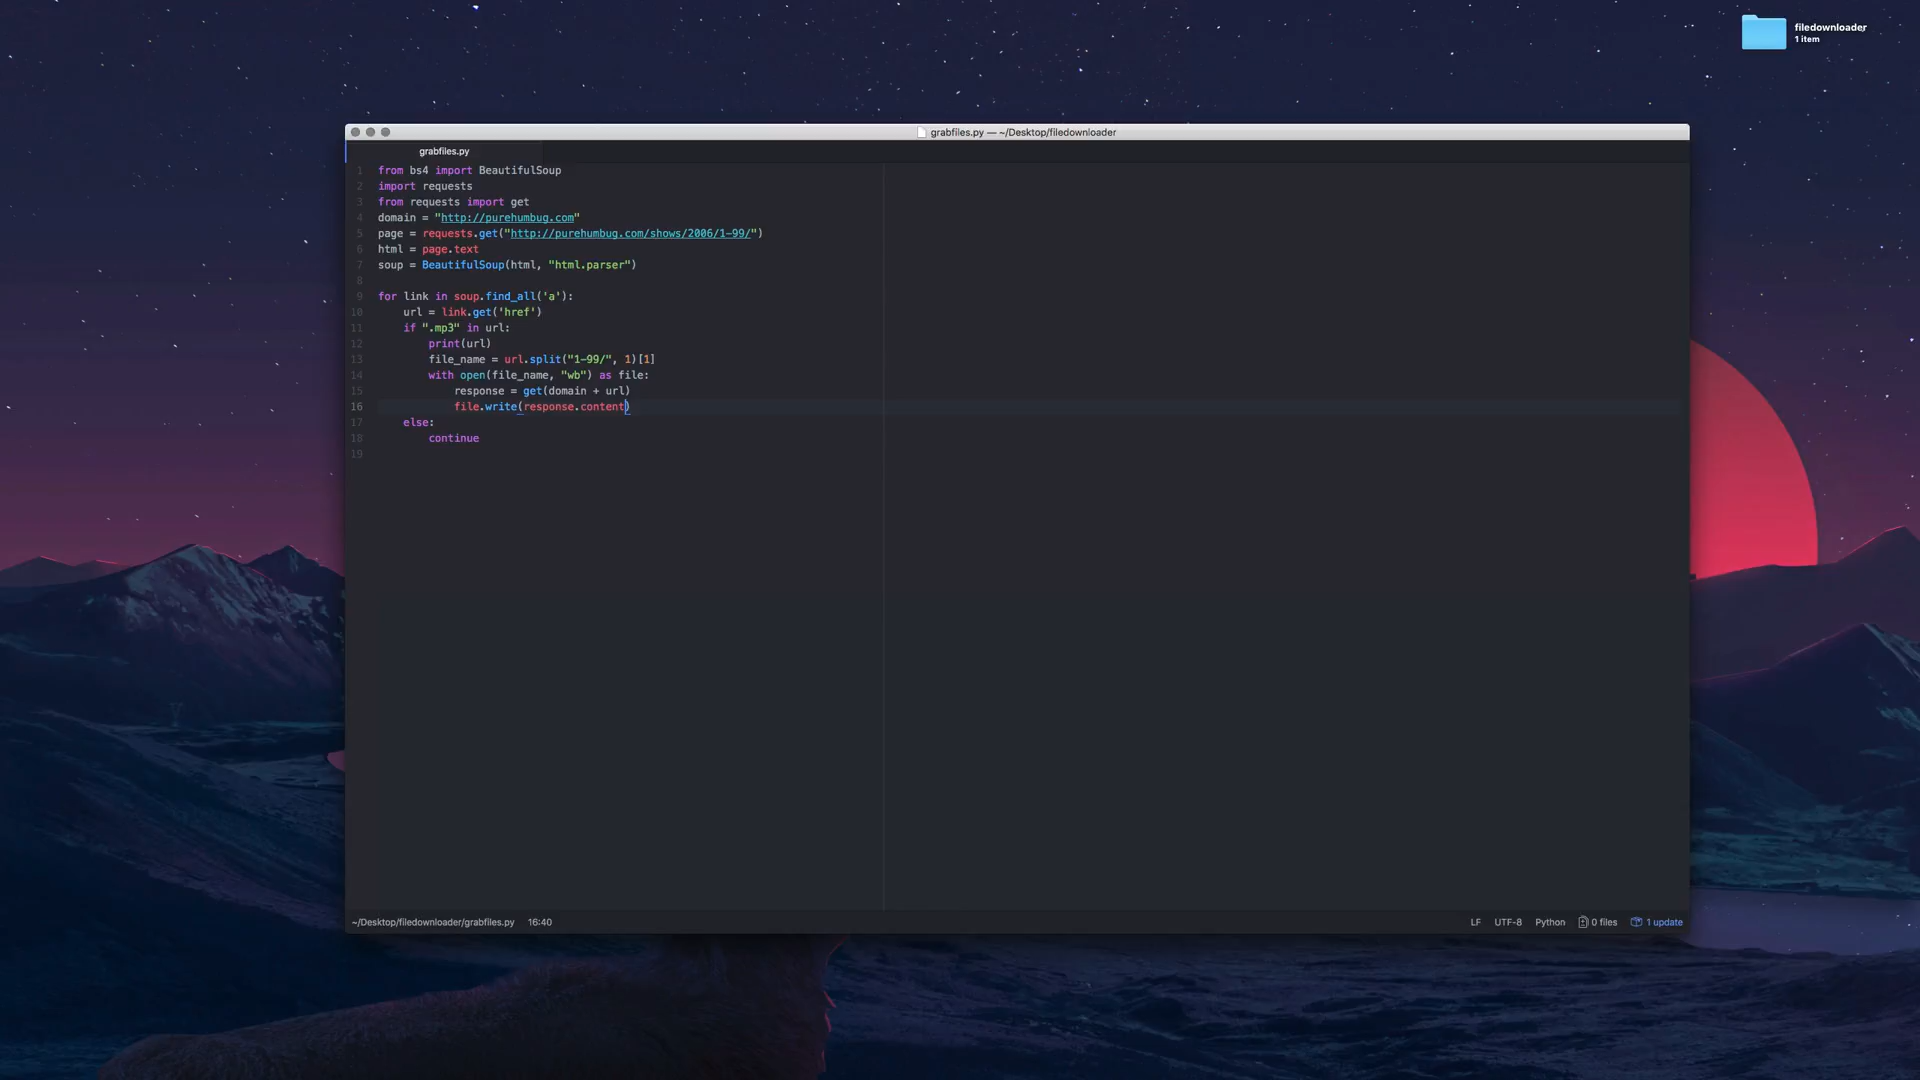 filedownloader
1 item
grabfiles.py — ~/Desktop/filedownloader
grabfiles.py
1 from bs4 import BeautifulSoup
2 import requests
3 from requests import get
4 domain = "http://purehumbug.com"
5 page = requests.get("http://purehumbug.com/shows/2006/1-99/")
6 html = page.text
7 soup = BeautifulSoup(html, "html.parser")
8
9 for link in soup.find_all('a'):
10     url = link.get('href')
11     if ".mp3" in url:
12         print(url)
13         file_name = url.split("1-99/", 1)[1]
14         with open(file_name, "wb") as file:
15             response = get(domain + url)
16             file.write(response.content)
17     else:
18         continue
19
~/Desktop/filedownloader/grabfiles.py 16:40 LF UTF-8 Python 0 files 1 update